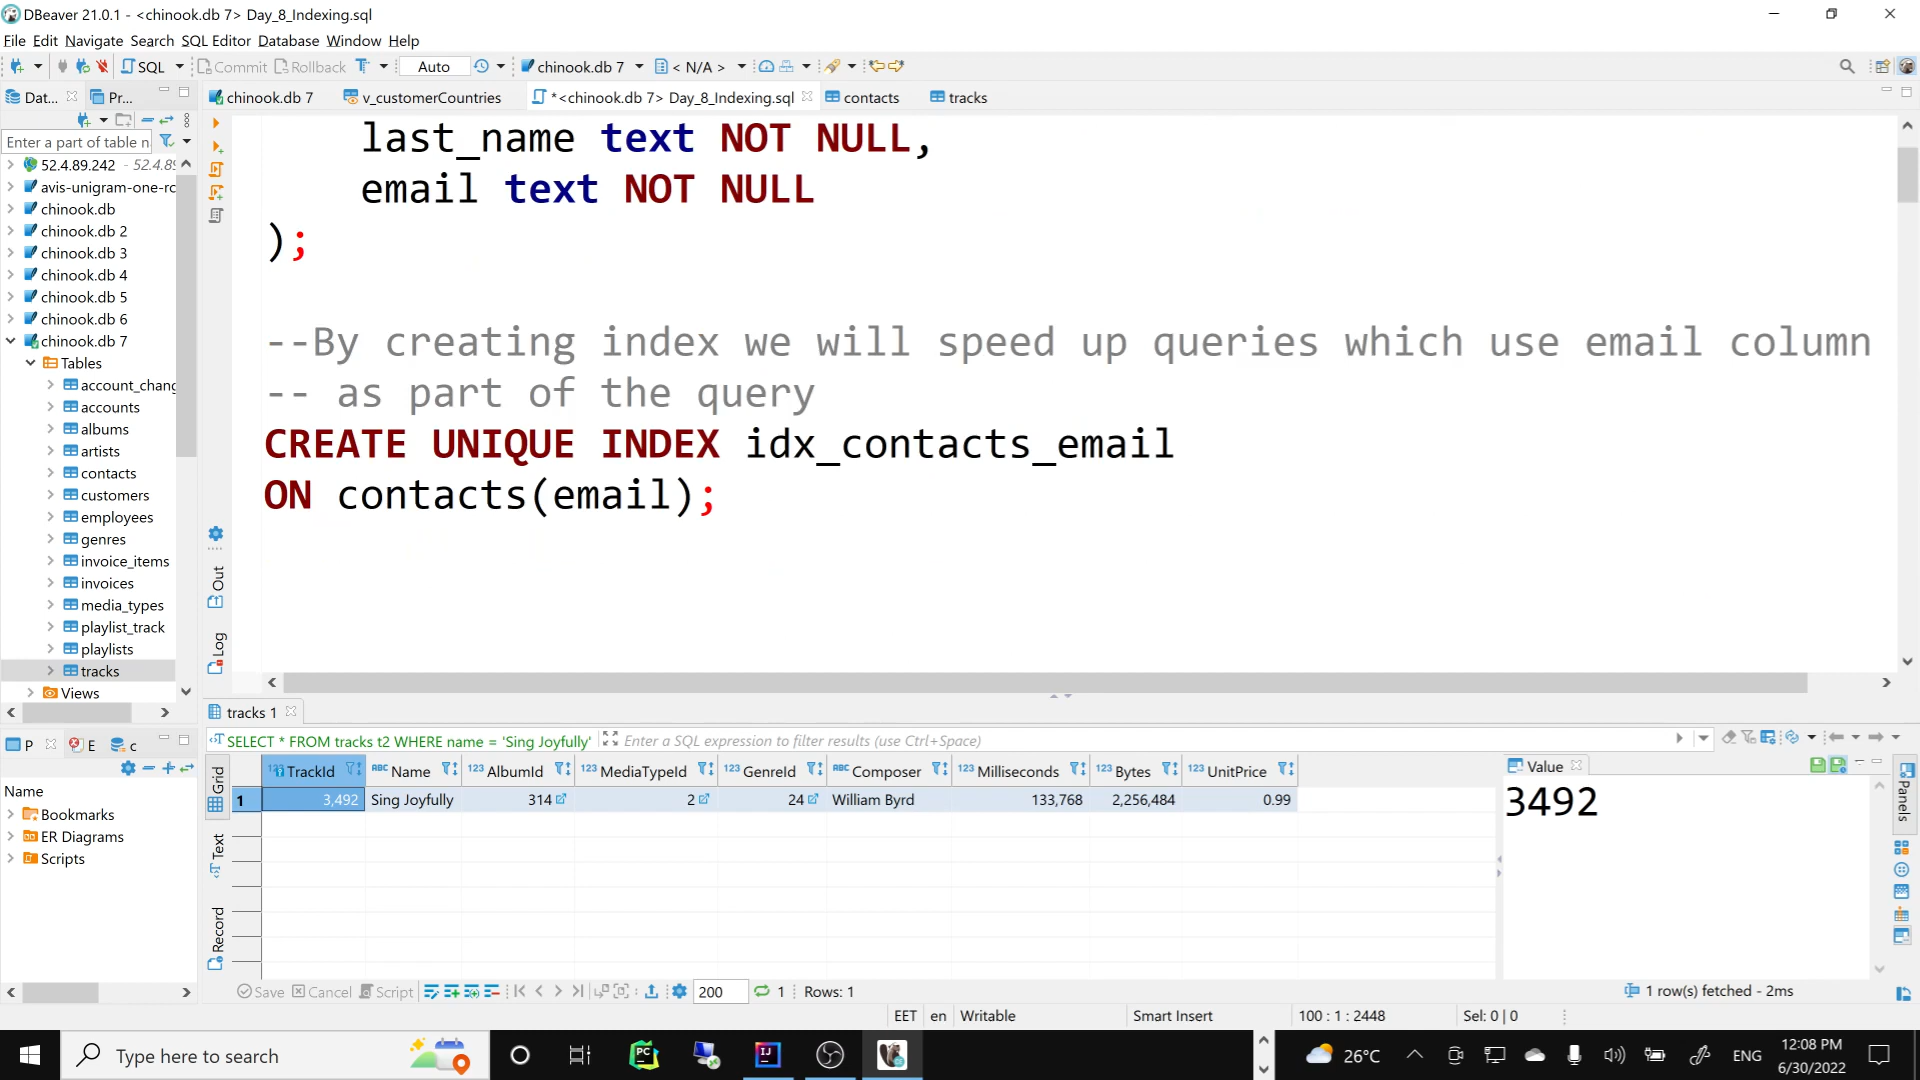 DBeaver 21.0.1 - <chinook.db 7> Day_8_Indexing.sql
File Edit Navigate Search SQL Editor Database Window Help
SQL Commit Rollback Auto chinook.db 7 < N/A >
Dat... Pr... chinook.db 7 v_customerCountries *<chinook.db 7> Day_8_Indexing.sql contacts tracks
Enter a part of table n
52.4.89.242 - 52.4.89
avis-unigram-one-rc
chinook.db
chinook.db 2
chinook.db 3
chinook.db 4
chinook.db 5
chinook.db 6
chinook.db 7
Tables
account_chang
accounts
albums
artists
contacts
customers
employees
genres
invoice_items
invoices
media_types
playlist_track
playlists
tracks
Views
last_name text NOT NULL,
email text NOT NULL
);
--By creating index we will speed up queries which use email column
-- as part of the query
CREATE UNIQUE INDEX idx_contacts_email
ON contacts(email);
Out
Log
P E c
Name
Bookmarks
ER Diagrams
Scripts
tracks 1
SELECT * FROM tracks t2 WHERE name = 'Sing Joyfully' Enter a SQL expression to filter results (use Ctrl+Space)
Grid
Text
Record
TrackId Name AlbumId MediaTypeId GenreId Composer Milliseconds Bytes UnitPrice
1 3,492 Sing Joyfully 314 2 24 William Byrd 133,768 2,256,484 0.99
Value
3492
Panels
Save Cancel Script 200 1 Rows: 1
1 row(s) fetched - 2ms
EET en Writable Smart Insert 100 : 1 : 2448 Sel: 0 | 0
Type here to search
26°C ENG 12:08 PM
6/30/2022